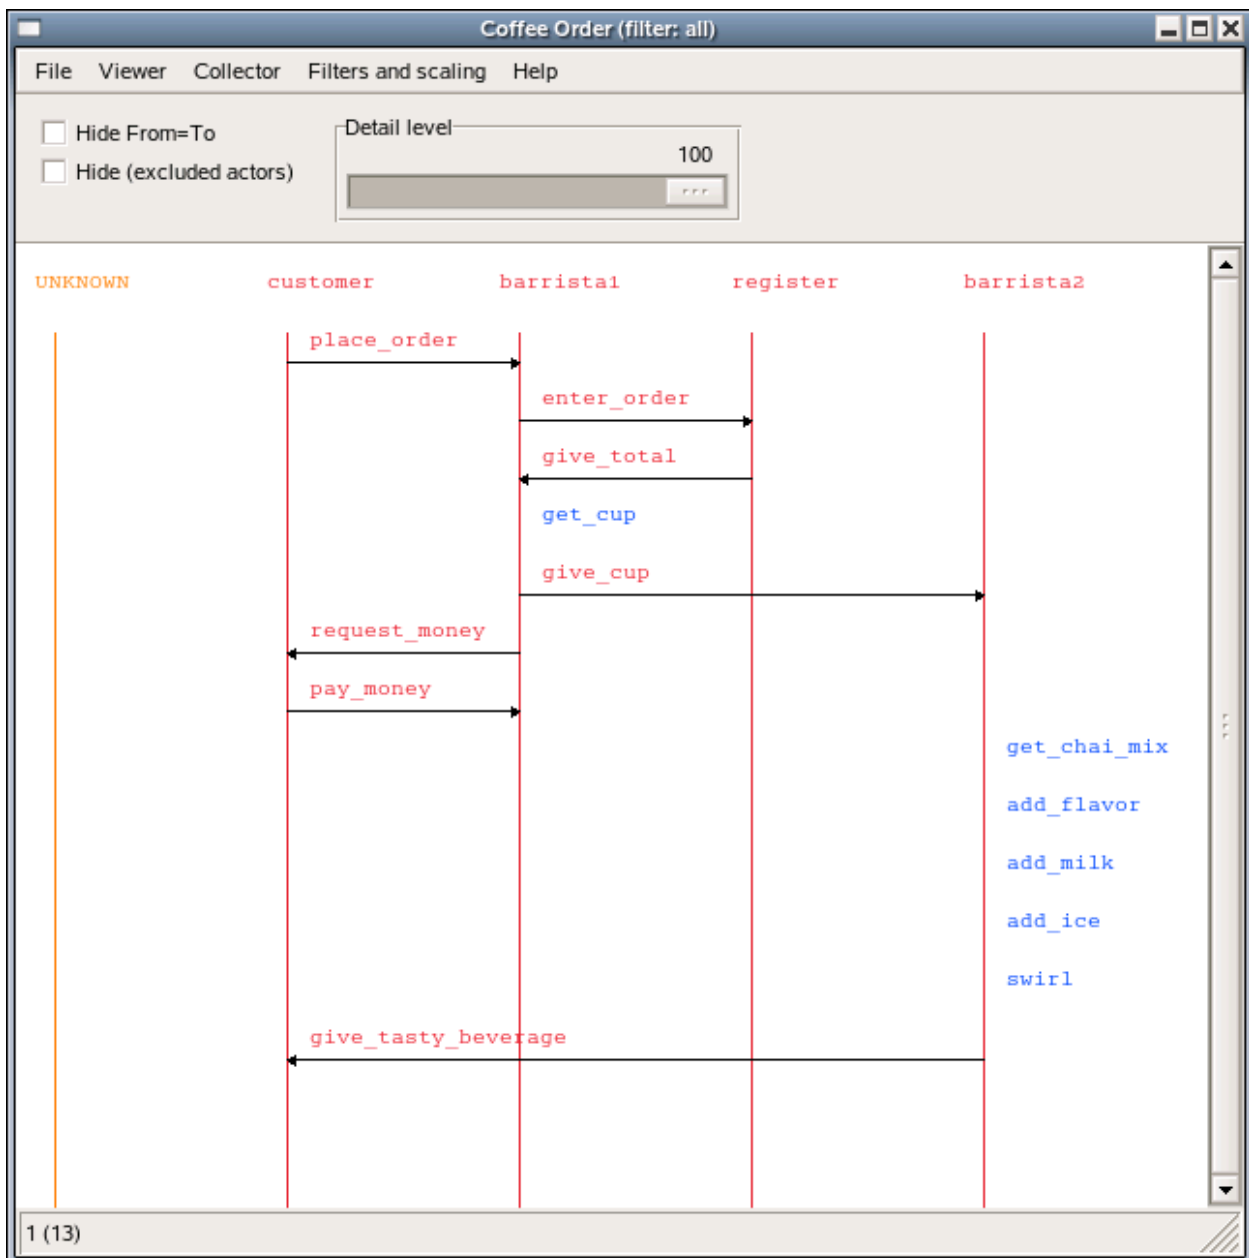 Coffee Order (filter: all)
File Viewer Collector Filters and scaling Help
Hide From=To
Hide (excluded actors)
Detail level
100
UNKNOWN customer barrista1 register barrista2
place_order
enter_order
give_total
get_cup
give_cup
request_money
pay_money
get_chai_mix
add_flavor
add_milk
add_ice
swirl
give_tasty_beverage
1 (13)